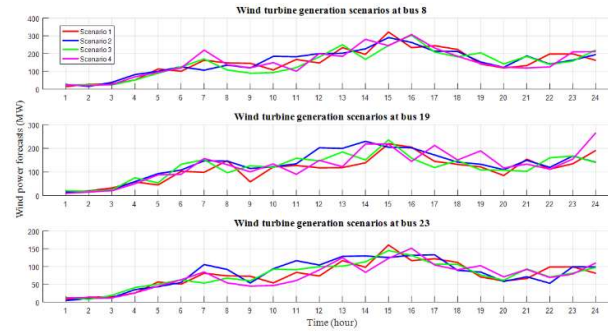 Wind turbine generation scenarios at bus 8
400
300
200
100
0
Scenario 1
Scenario 2
Scenario 3
Scenario 4
1 2 3 4 5 6 7 8 9 10 11 12 13 14 15 16 17 18 19 20 21 22 23 24
Wind power forecasts (MW)
Wind turbine generation scenarios at bus 19
300
200
100
0
1 2 3 4 5 6 7 8 9 10 11 12 13 14 15 16 17 18 19 20 21 22 23 24
Wind turbine generation scenarios at bus 23
200
150
100
50
0
1 2 3 4 5 6 7 8 9 10 11 12 13 14 15 16 17 18 19 20 21 22 23 24
Time (hour)